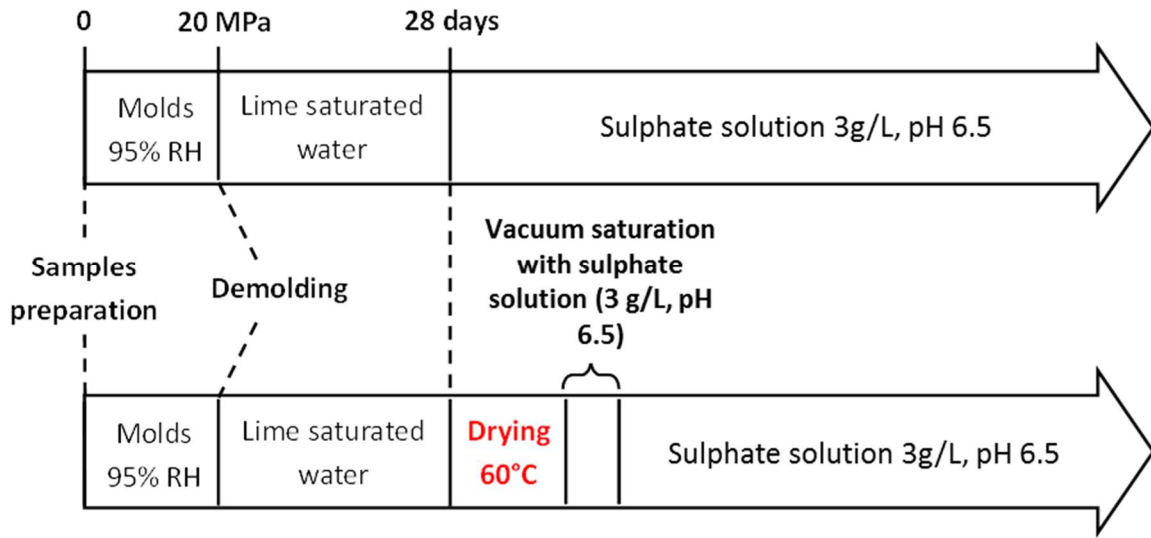 0 20 MPa 28 days
Molds
95% RH
Lime saturated
water
Sulphate solution 3g/L, pH 6.5
Samples
preparation
Demolding
Vacuum saturation
with sulphate
solution (3 g/L, pH
6.5)
Molds
95% RH
Lime saturated
water
Drying
60°C
Sulphate solution 3g/L, pH 6.5